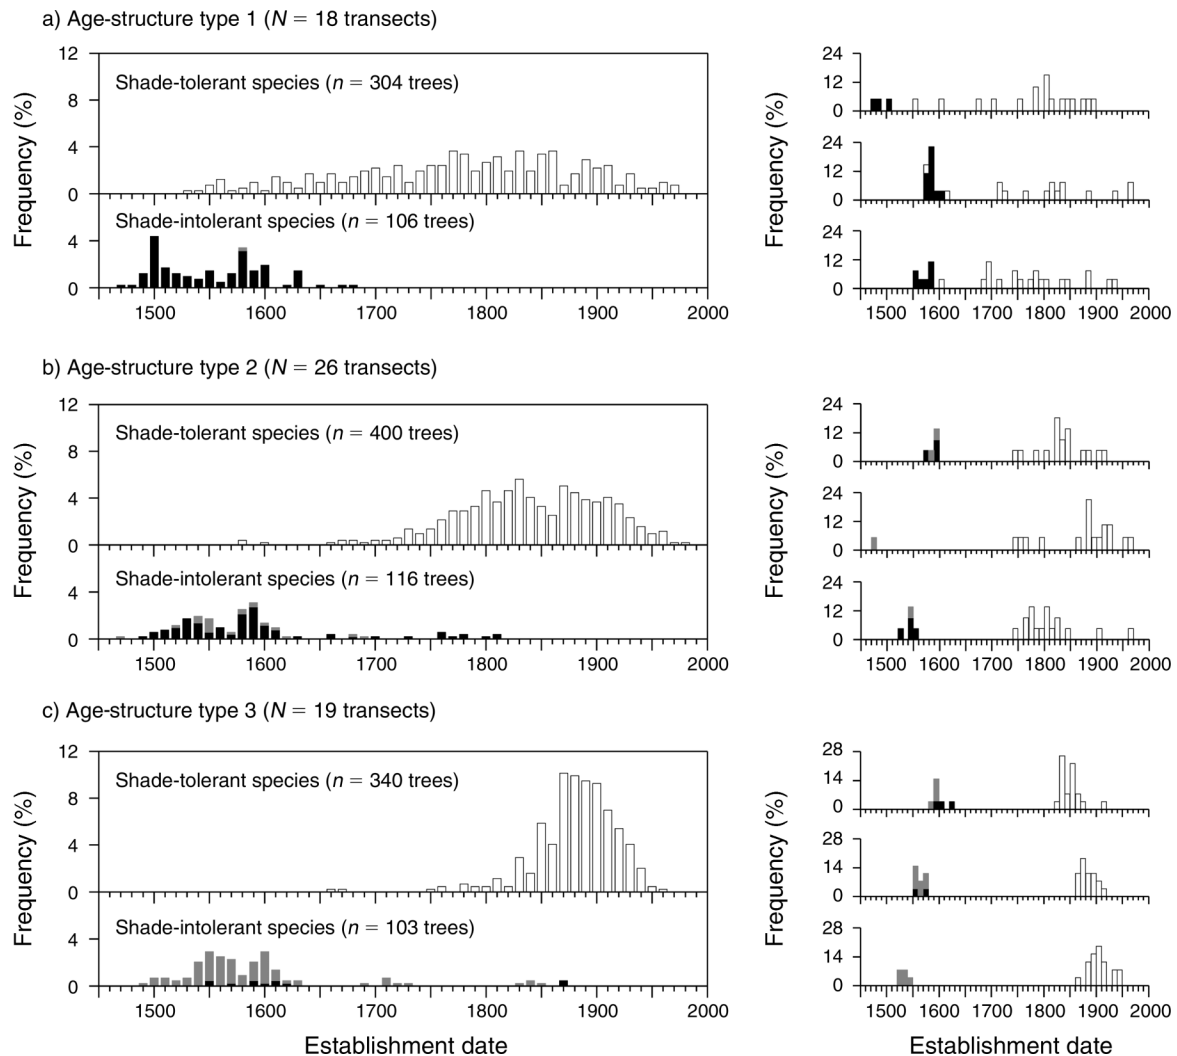 a) Age-structure type 1 (N = 18 transects)
12
8
4
0
Frequency (%)
Shade-tolerant species (n = 304 trees)
Shade-intolerant species (n = 106 trees)
4
0
1500 1600 1700 1800 1900 2000
24
12
0
24
12
0
24
12
0
Frequency (%)
1500 1600 1700 1800 1900 2000
b) Age-structure type 2 (N = 26 transects)
12
8
4
0
Frequency (%)
Shade-tolerant species (n = 400 trees)
Shade-intolerant species (n = 116 trees)
4
0
1500 1600 1700 1800 1900 2000
24
12
0
24
12
0
24
12
0
Frequency (%)
1500 1600 1700 1800 1900 2000
c) Age-structure type 3 (N = 19 transects)
12
8
4
0
Frequency (%)
Shade-tolerant species (n = 340 trees)
Shade-intolerant species (n = 103 trees)
4
0
1500 1600 1700 1800 1900 2000
Establishment date
28
14
0
28
14
0
28
14
0
Frequency (%)
1500 1600 1700 1800 1900 2000
Establishment date